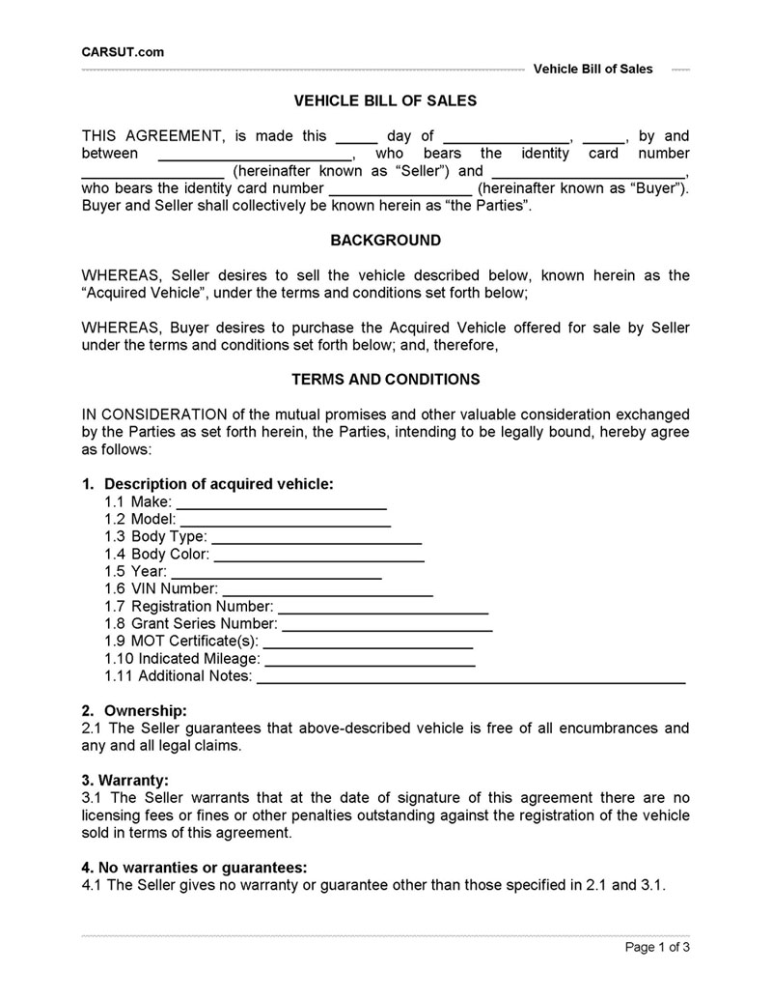 CARSUT.com
Vehicle Bill of Sales
VEHICLE BILL OF SALES
THIS AGREEMENT, is made this _____ day of _______________, _____, by and
between _______________________, who bears the identity card number
_________________ (hereinafter known as “Seller”) and _______________________,
who bears the identity card number _________________ (hereinafter known as “Buyer”).
Buyer and Seller shall collectively be known herein as “the Parties”.
BACKGROUND
WHEREAS, Seller desires to sell the vehicle described below, known herein as the
“Acquired Vehicle”, under the terms and conditions set forth below;
WHEREAS, Buyer desires to purchase the Acquired Vehicle offered for sale by Seller
under the terms and conditions set forth below; and, therefore,
TERMS AND CONDITIONS
IN CONSIDERATION of the mutual promises and other valuable consideration exchanged
by the Parties as set forth herein, the Parties, intending to be legally bound, hereby agree
as follows:
1. Description of acquired vehicle:
1.1 Make: _________________________
1.2 Model: _________________________
1.3 Body Type: _________________________
1.4 Body Color: _________________________
1.5 Year: _________________________
1.6 VIN Number: _________________________
1.7 Registration Number: _________________________
1.8 Grant Series Number: _________________________
1.9 MOT Certificate(s): _________________________
1.10 Indicated Mileage: _________________________
1.11 Additional Notes: ___________________________________________________
2. Ownership:
2.1 The Seller guarantees that above-described vehicle is free of all encumbrances and
any and all legal claims.
3. Warranty:
3.1 The Seller warrants that at the date of signature of this agreement there are no
licensing fees or fines or other penalties outstanding against the registration of the vehicle
sold in terms of this agreement.
4. No warranties or guarantees:
4.1 The Seller gives no warranty or guarantee other than those specified in 2.1 and 3.1.
Page 1 of 3